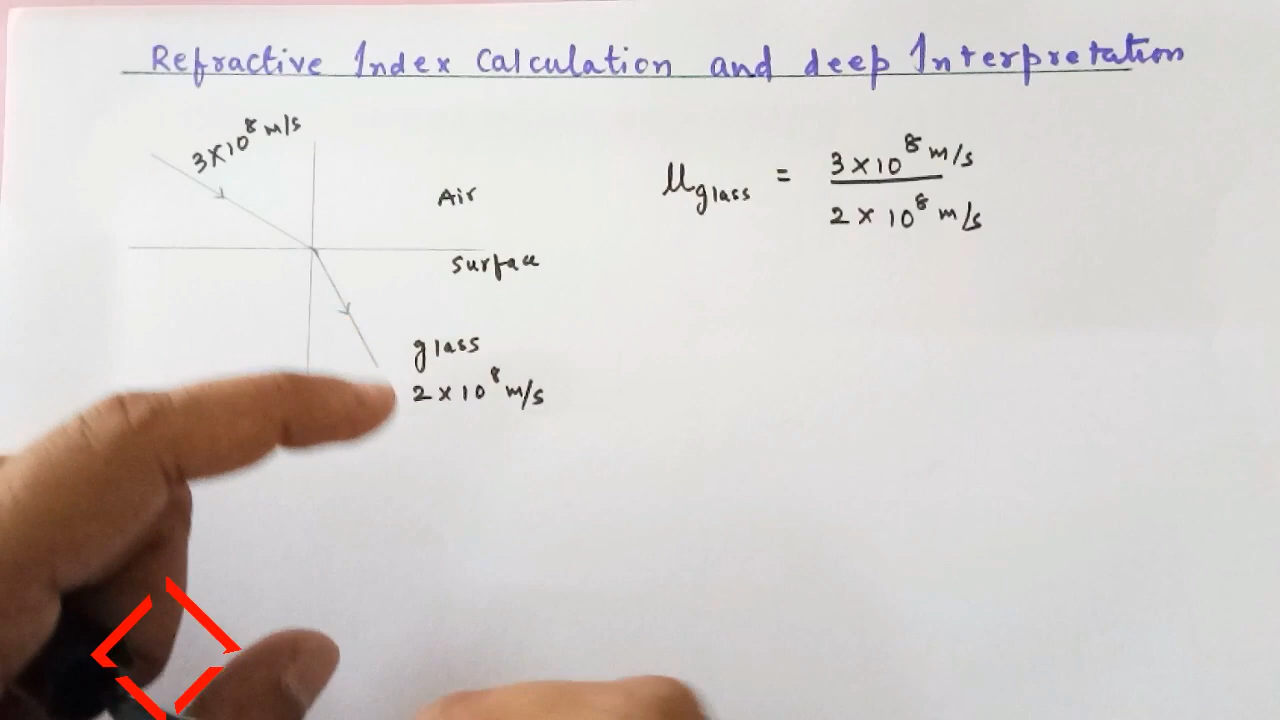 Refractive Index Calculation and deep Interpretation
3×10⁸ m/s
Air
Surface
glass
2×10⁸ m/s
μglass = 3×10⁸ m/s
2×10⁸ m/s